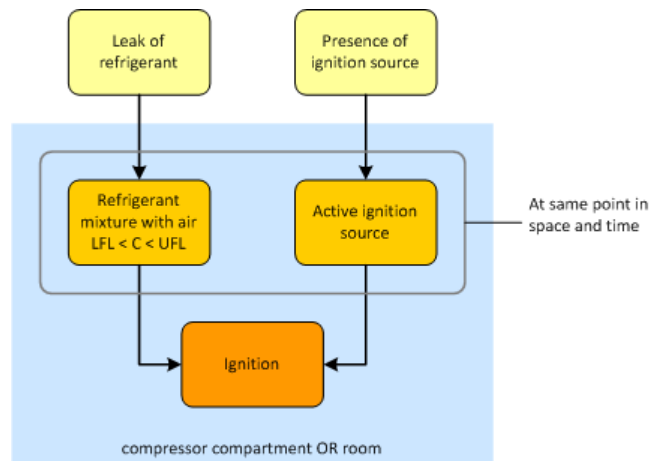 Leak of
refrigerant
Presence of
ignition source
Refrigerant
mixture with air
LFL < C < UFL
Active ignition
source
At same point in
space and time
Ignition
compressor compartment OR room